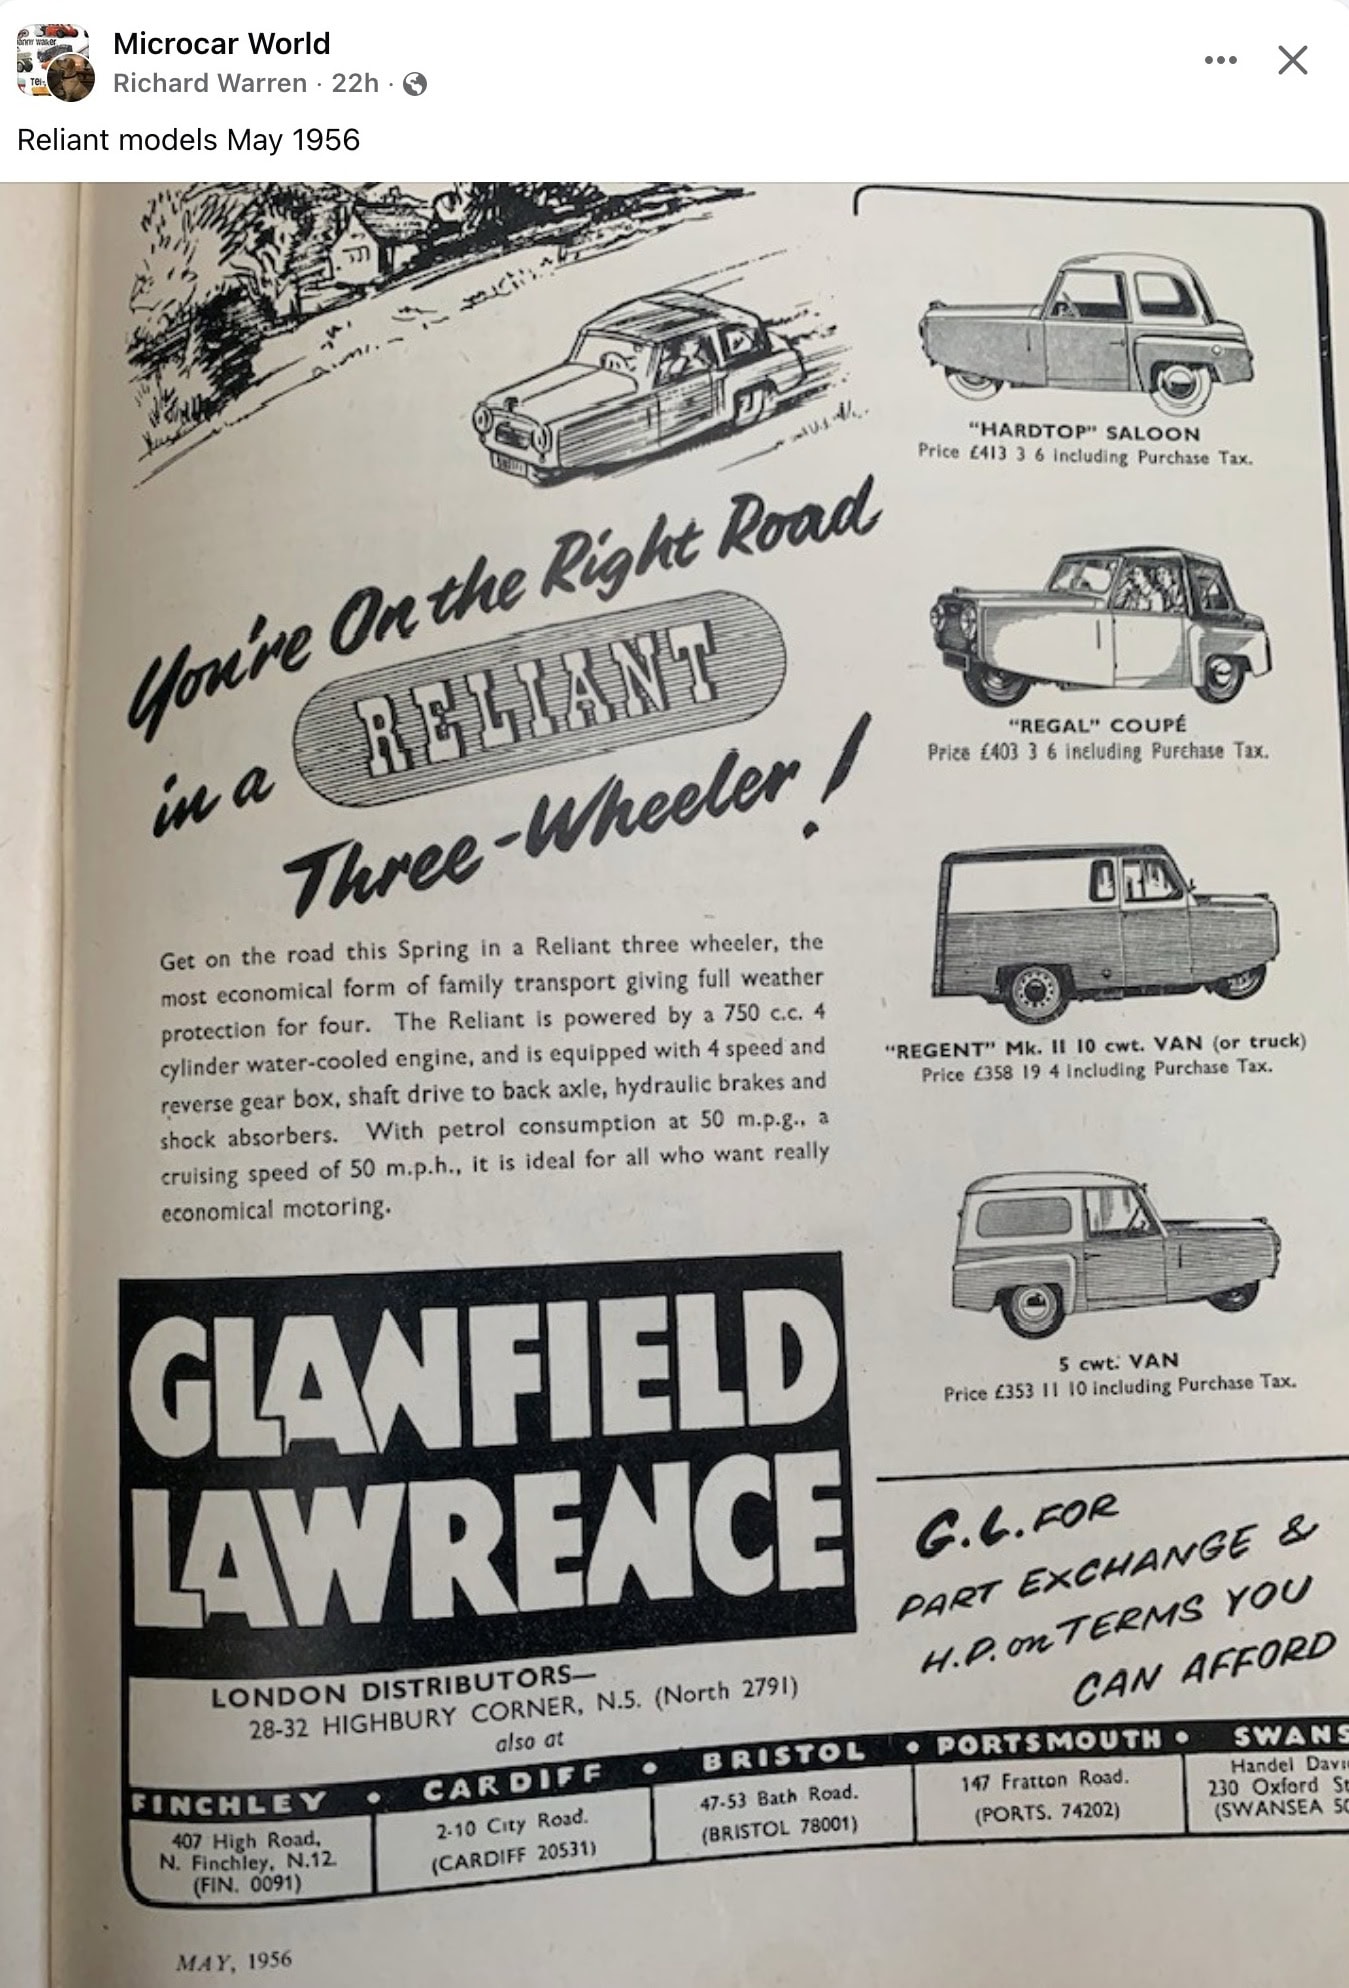 Microcar World
Richard Warren · 22h ·
Reliant models May 1956
You're On the Right Road
in a RELIANT
Three-Wheeler!
Get on the road this Spring in a Reliant three wheeler, the
most economical form of family transport giving full weather
protection for four. The Reliant is powered by a 750 c.c. 4
cylinder water-cooled engine, and is equipped with 4 speed and
reverse gear box, shaft drive to back axle, hydraulic brakes and
shock absorbers. With petrol consumption at 50 m.p.g., a
cruising speed of 50 m.p.h., it is ideal for all who want really
economical motoring.
"HARDTOP" SALOON
Price £413 3 6 including Purchase Tax.
"REGAL" COUPÉ
Price £403 3 6 including Purchase Tax.
"REGENT" Mk. II 10 cwt. VAN (or truck)
Price £358 19 4 including Purchase Tax.
5 cwt. VAN
Price £353 11 10 including Purchase Tax.
GLANFIELD
LAWRENCE
G.L. FOR
PART EXCHANGE &
H.P. on TERMS YOU
CAN AFFORD
LONDON DISTRIBUTORS—
28-32 HIGHBURY CORNER, N.5. (North 2791)
also at
FINCHLEY • CARDIFF • BRISTOL • PORTSMOUTH • SWANS
407 High Road,
N. Finchley, N.12.
(FIN. 0091)
2-10 City Road.
(CARDIFF 20531)
47-53 Bath Road.
(BRISTOL 78001)
147 Fratton Road.
(PORTS. 74202)
Handel Davi
230 Oxford St
(SWANSEA 50
MAY, 1956